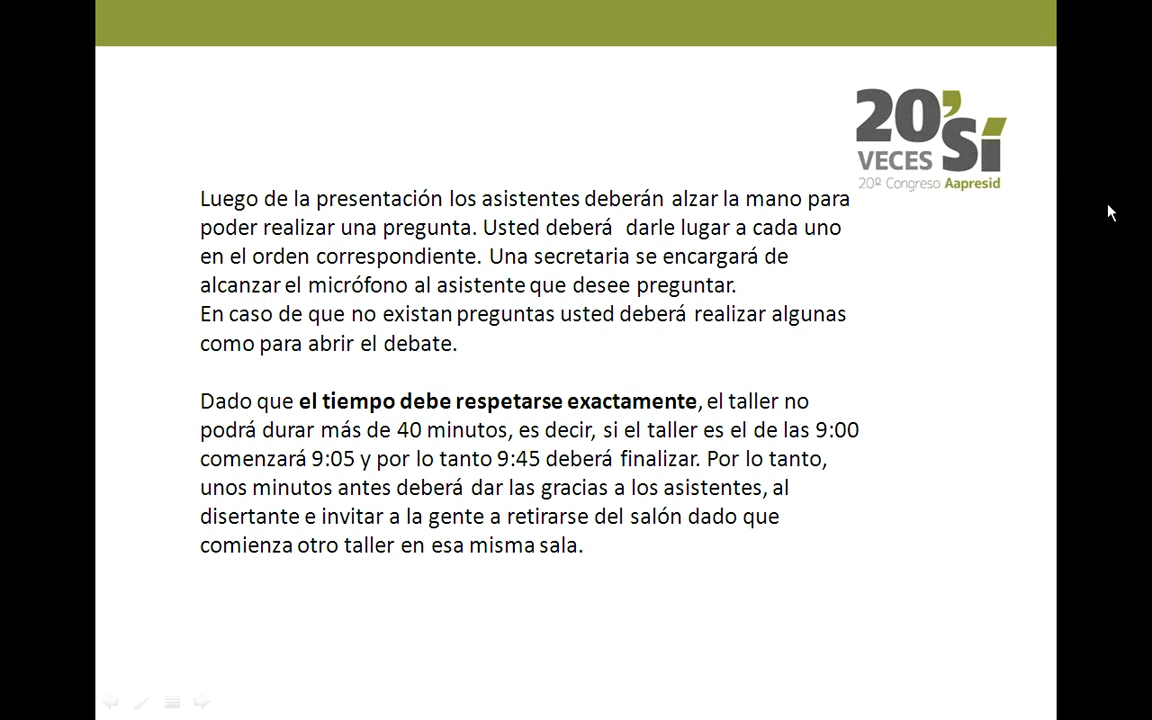 20'Sí
VECES
20º Congreso Aapresid
Luego de la presentación los asistentes deberán alzar la mano para
poder realizar una pregunta. Usted deberá  darle lugar a cada uno
en el orden correspondiente. Una secretaria se encargará de
alcanzar el micrófono al asistente que desee preguntar.
En caso de que no existan preguntas usted deberá realizar algunas
como para abrir el debate.
Dado que el tiempo debe respetarse exactamente, el taller no
podrá durar más de 40 minutos, es decir, si el taller es el de las 9:00
comenzará 9:05 y por lo tanto 9:45 deberá finalizar. Por lo tanto,
unos minutos antes deberá dar las gracias a los asistentes, al
disertante e invitar a la gente a retirarse del salón dado que
comienza otro taller en esa misma sala.